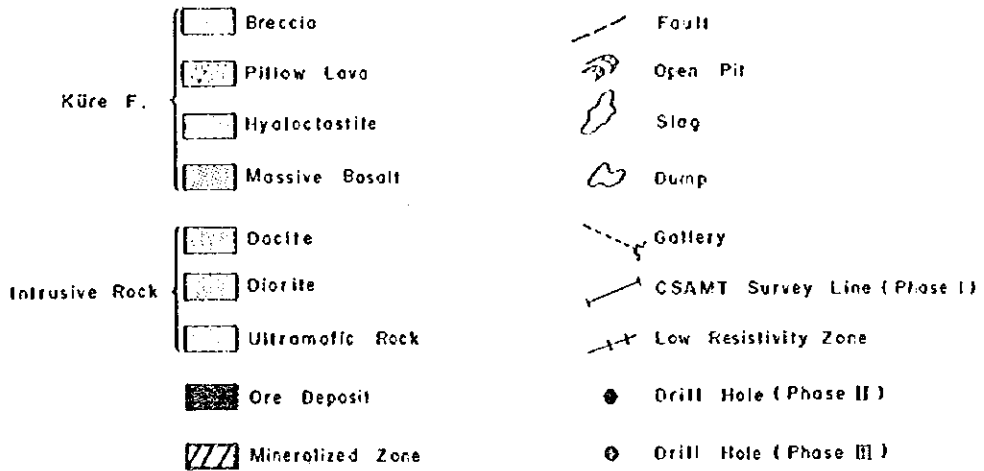 Breccia
Pillow Lava
Küre F.
Hyaloclastite
Massive Basalt
Dacite
Diorite
Intrusive Rock
Ultramafic Rock
Ore Deposit
Mineralized Zone
Fault
Open Pit
Slag
Dump
Gallery
CSAMT Survey Line (Phase I)
Low Resistivity Zone
Drill Hole (Phase II)
Drill Hole (Phase III)